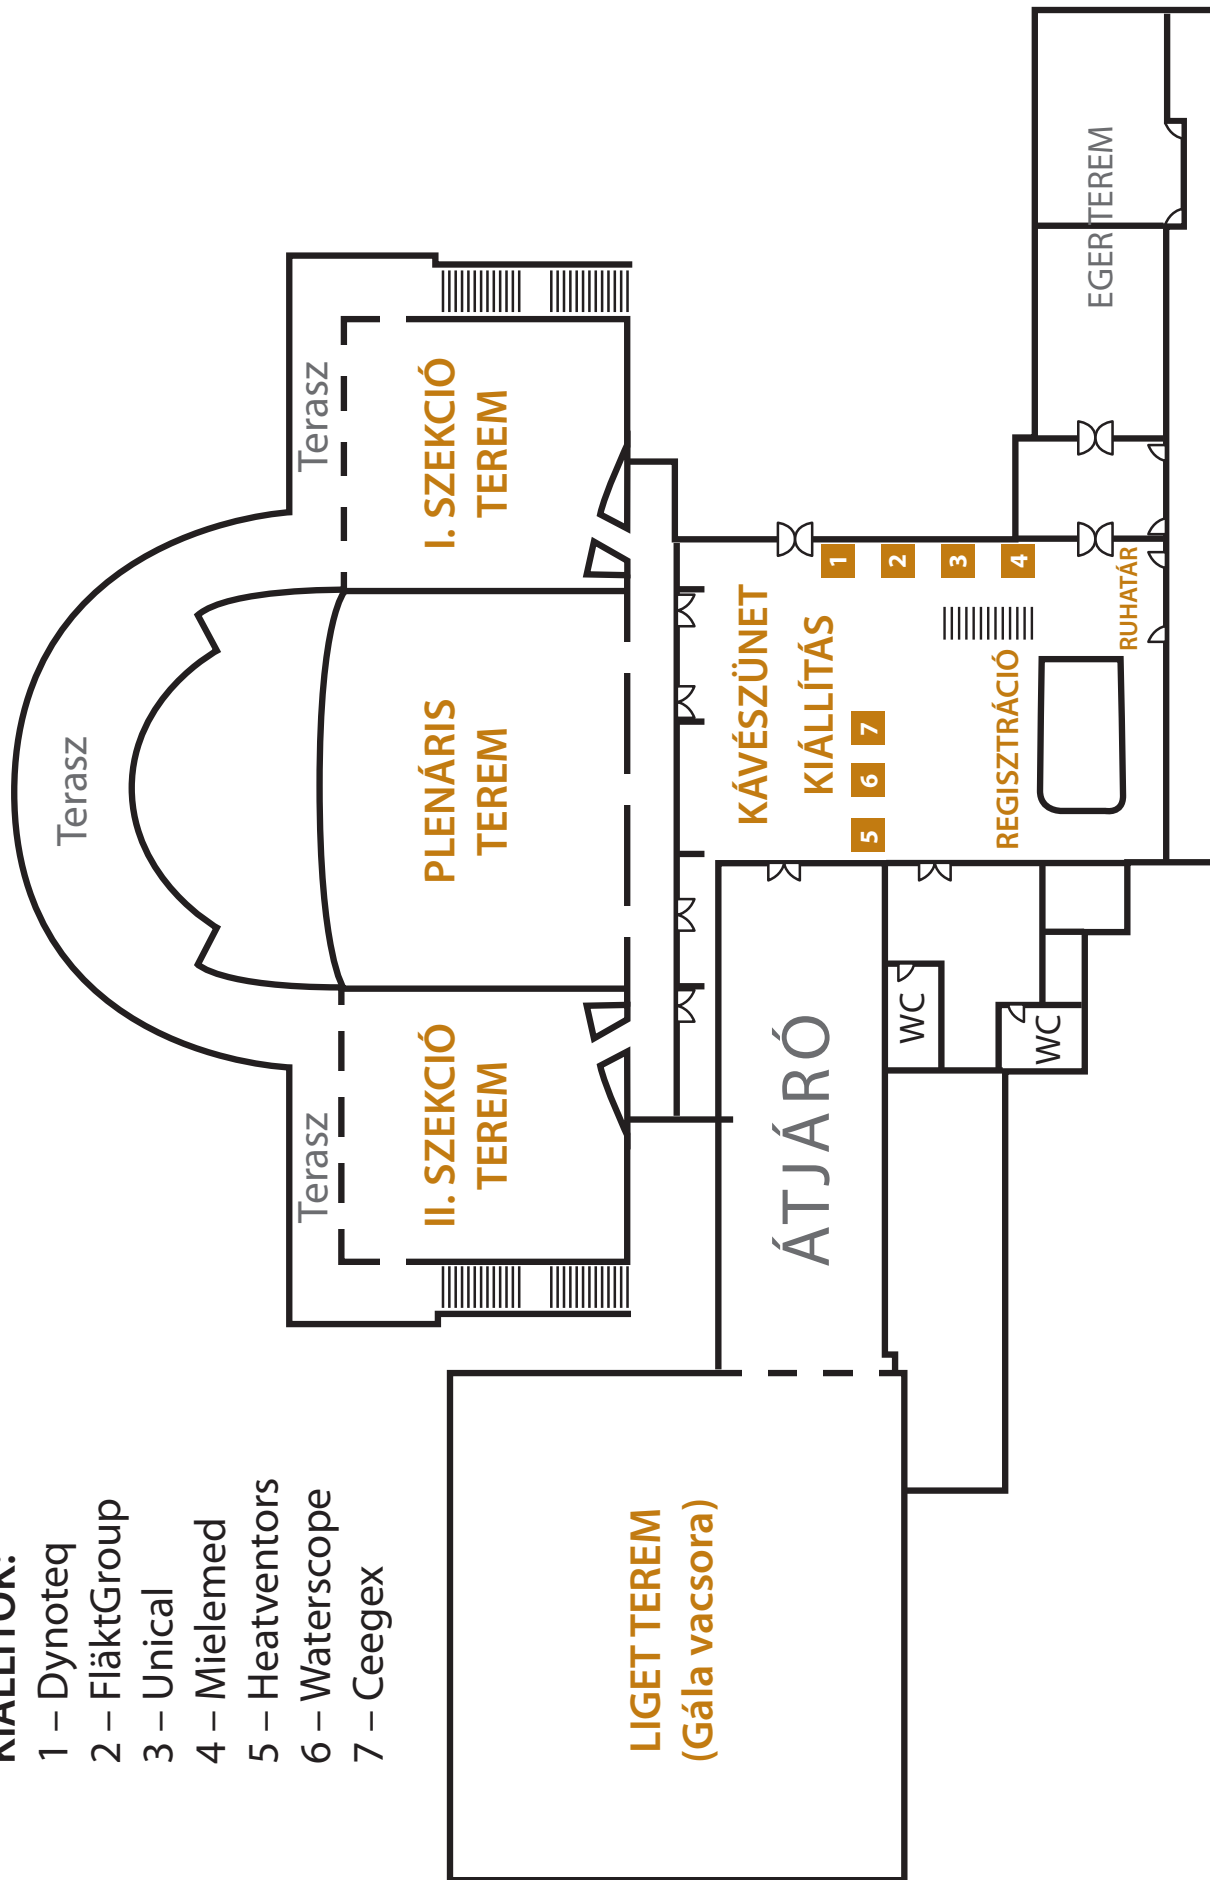 KIÁLLÍTÓK:
1 – Dynoteq
2 – FläktGroup
3 – Unical
4 – Mielemed
5 – Heatventors
6 – Waterscope
7 – Ceegex
Terasz
Terasz
Terasz
II. SZEKCIÓ
TEREM
PLENÁRIS
TEREM
I. SZEKCIÓ
TEREM
LIGET TEREM
(Gála vacsora)
ÁTJÁRÓ
KÁVÉSZÜNET
KIÁLLÍTÁS
1
2
3
4
5
6
7
WC
WC
REGISZTRÁCIÓ
RUHATÁR
EGER TEREM